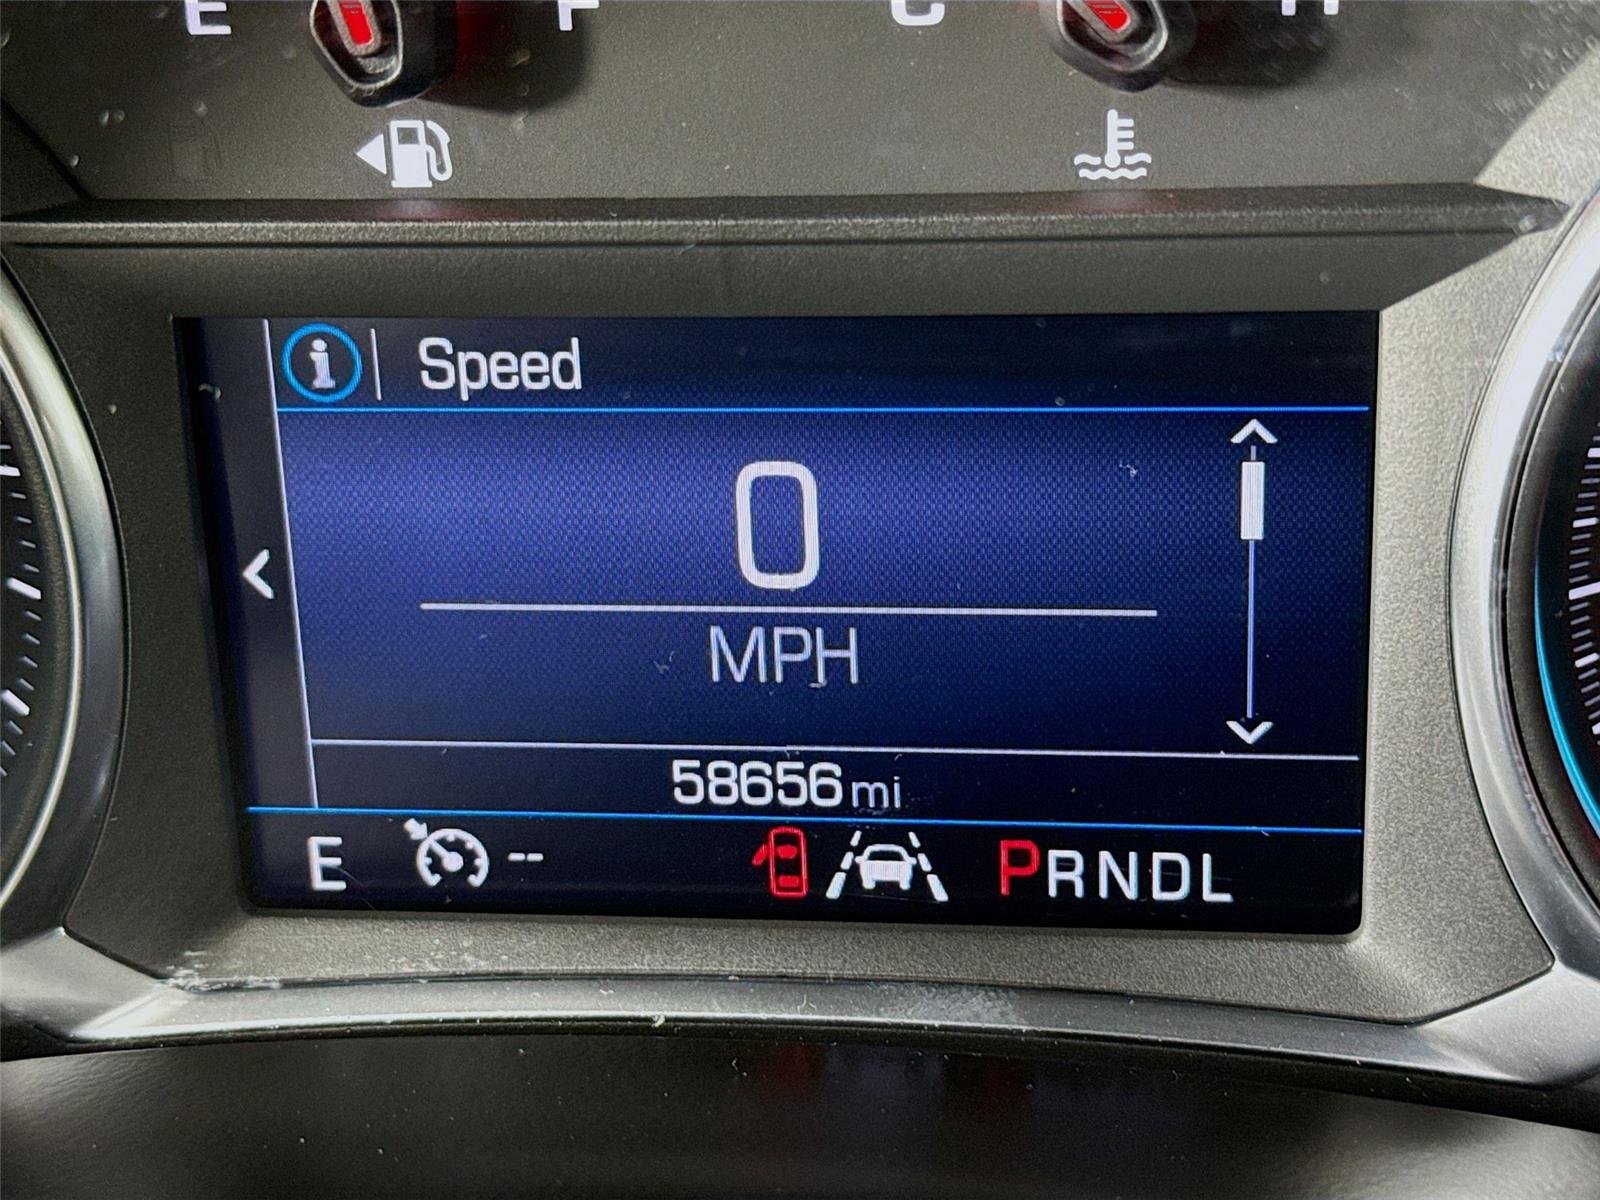 E F C H
Speed
0
MPH
58656 mi
E -- PRNDL